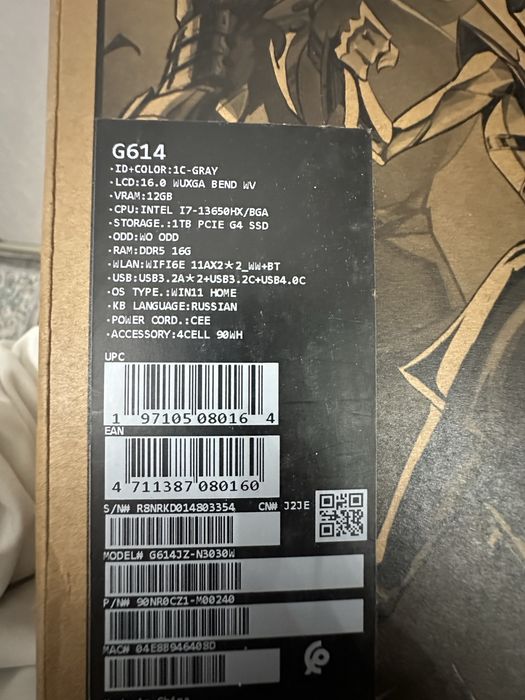 G614
·ID+COLOR:1C-GRAY
·LCD:16.0 WUXGA BEND WV
·VRAM:12GB
·CPU:INTEL I7-13650HX/BGA
·STORAGE.:1TB PCIE G4 SSD
·ODD:WO ODD
·RAM:DDR5 16G
·WLAN:WIFI6E 11AX2*2_WW+BT
·USB:USB3.2A*2+USB3.2C+USB4.0C
·OS TYPE.:WIN11 HOME
·KB LANGUAGE:RUSSIAN
·POWER CORD.:CEE
·ACCESSORY:4CELL 90WH
UPC
1 97105 08016 4
EAN
4 711387 080160
S/N# R8NRKD014803354 CN# J2JE
MODEL# G614JZ-N3030W
P/N# 90NR0CZ1-M00240
MAC# 04E8B946408D